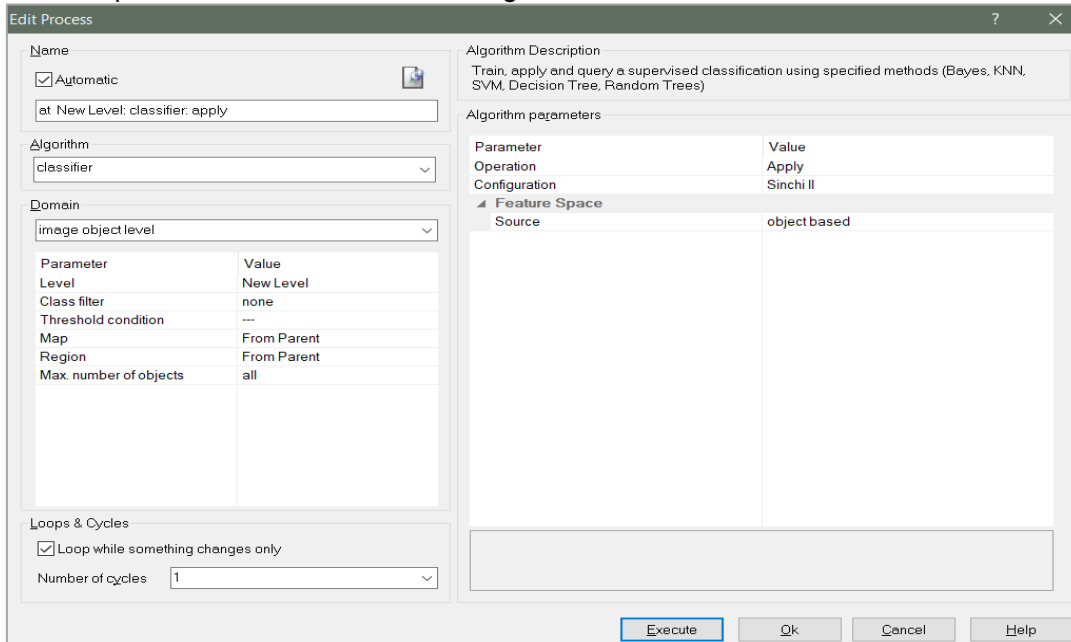 Edit Process ? ×
Name
Automatic
at New Level: classifier: apply
Algorithm
classifier
Domain
image object level
Parameter Value
Level New Level
Class filter none
Threshold condition ---
Map From Parent
Region From Parent
Max. number of objects all
Loops & Cycles
Loop while something changes only
Number of cycles 1
Algorithm Description
Train, apply and query a supervised classification using specified methods (Bayes, KNN,
SVM, Decision Tree, Random Trees)
Algorithm parameters
Parameter Value
Operation Apply
Configuration Sinchi II
Feature Space
Source object based
Execute Ok Cancel Help